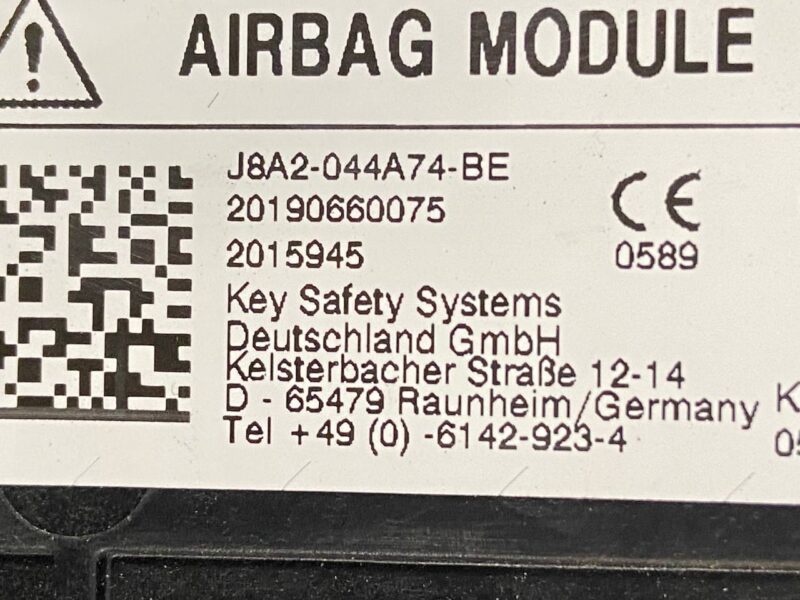 AIRBAG MODULE
J8A2-044A74-BE
20190660075
2015945
CE
0589
Key Safety Systems
Deutschland GmbH
Kelsterbacher Straße 12-14
D - 65479 Raunheim/Germany
Tel +49 (0) -6142-923-4
K
05